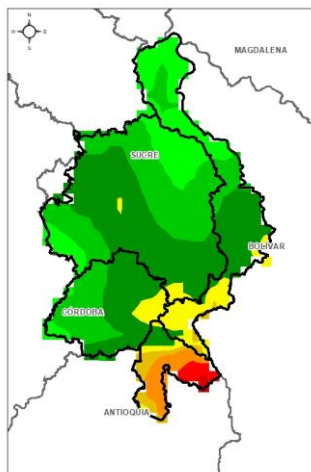 N
W E
S
MAGDALENA
SUCRE
BOLIVAR
CÓRDOBA
ANTIOQUIA